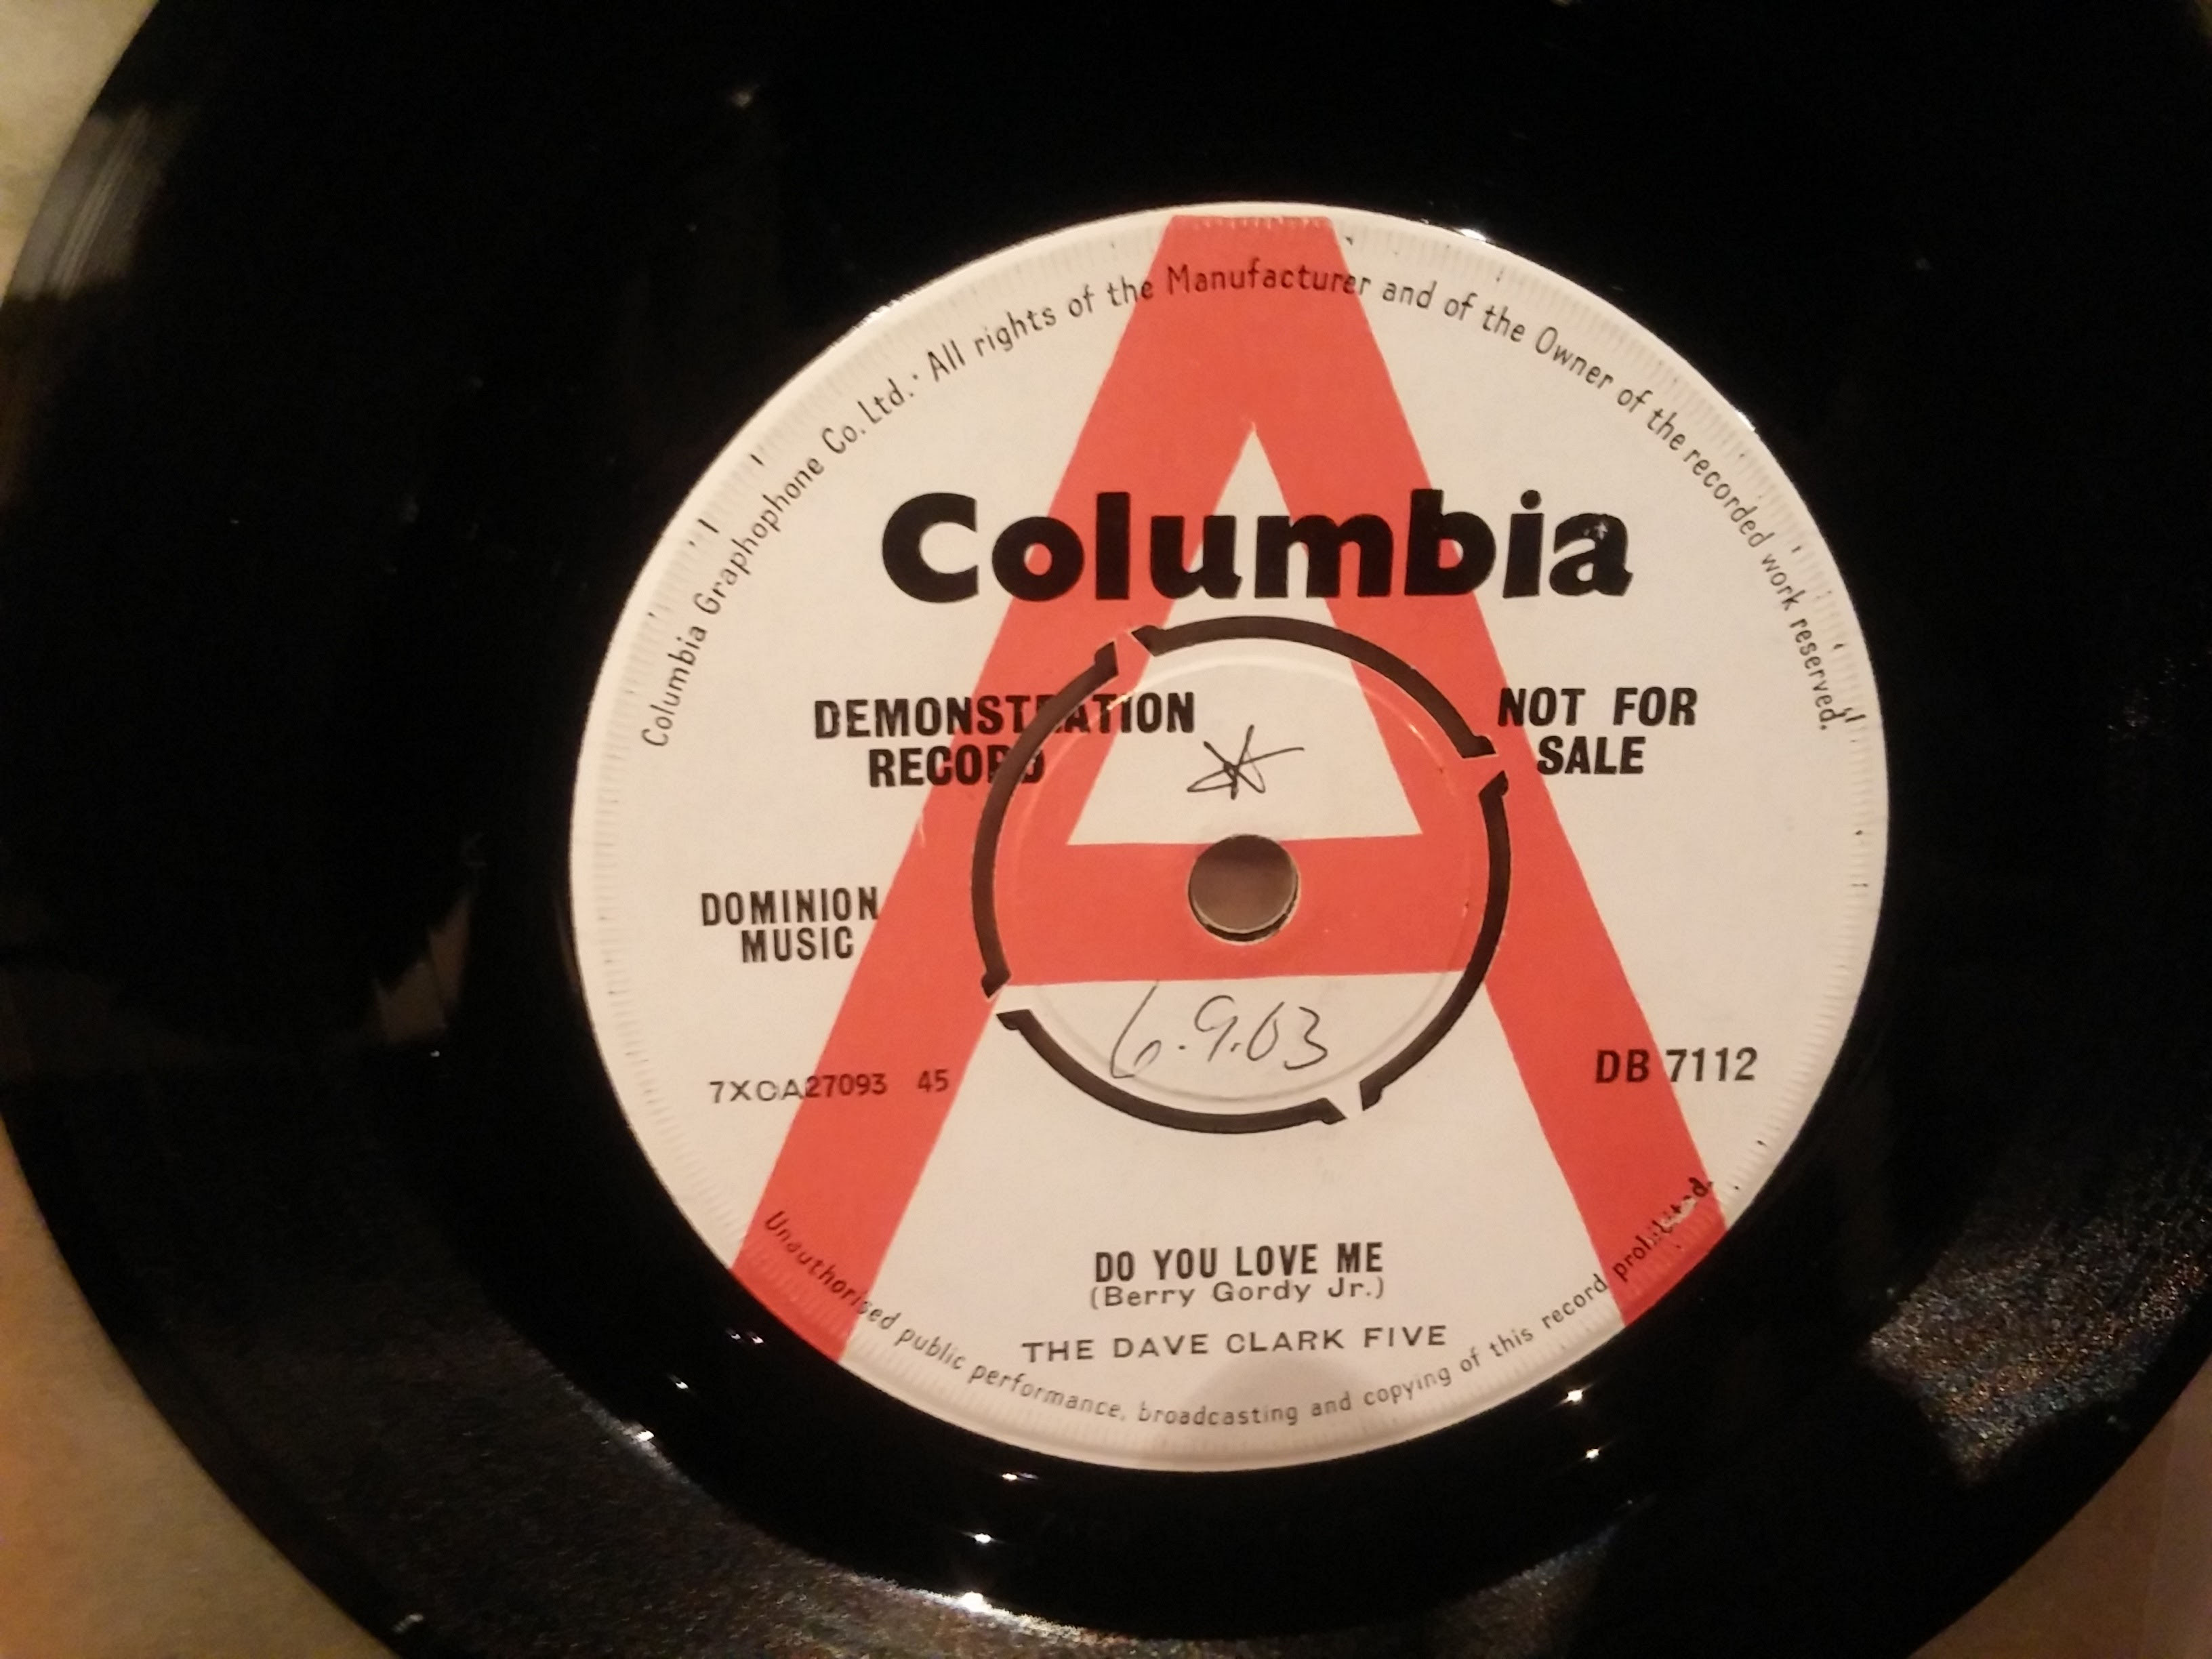 Columbia Graphophone Co. Ltd. · All rights of the Manufacturer and of the Owner of the recorded work reserved.
Columbia
DEMONSTRATION
RECORD
NOT FOR
SALE
DOMINION
MUSIC
6.9.63
7XCA27093 45
DB 7112
DO YOU LOVE ME
(Berry Gordy Jr.)
THE DAVE CLARK FIVE
Unauthorised public performance, broadcasting and copying of this record prohibited.